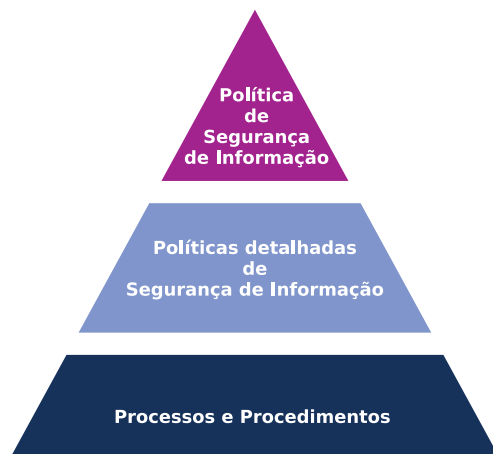 Política
de
Segurança
de Informação
Políticas detalhadas
de
Segurança de Informação
Processos e Procedimentos